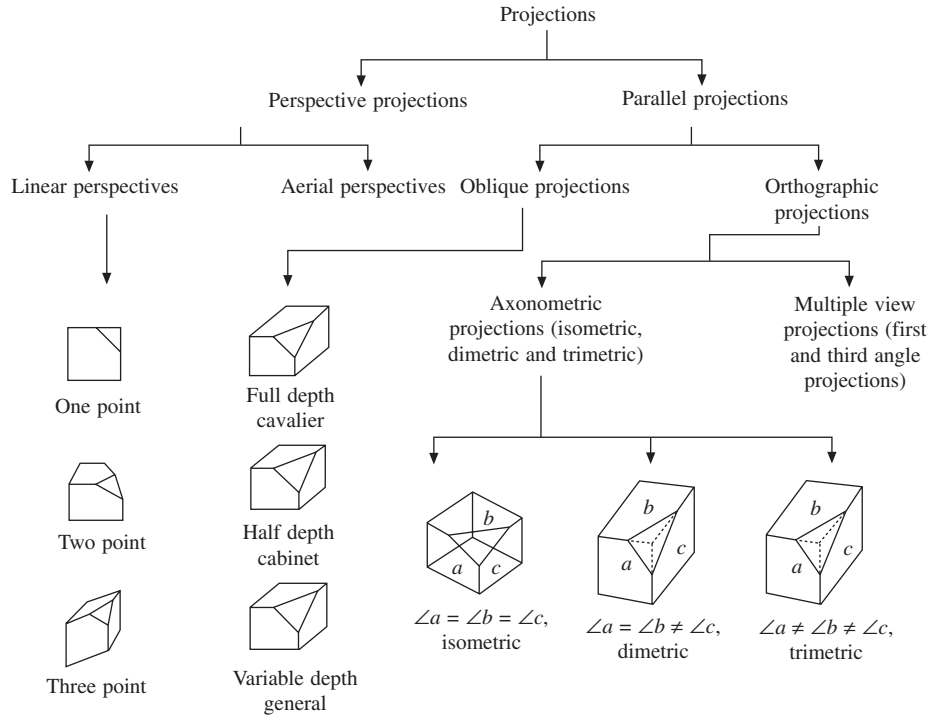 Projections
Perspective projections
Parallel projections
Linear perspectives
Aerial perspectives
Oblique projections
Orthographic
projections
Axonometric
projections (isometric,
dimetric and trimetric)
Multiple view
projections (first
and third angle
projections)
One point
Two point
Three point
Full depth
cavalier
Half depth
cabinet
Variable depth
general
b
a
c
∠a = ∠b = ∠c,
isometric
b
a
c
∠a = ∠b ≠ ∠c,
dimetric
b
a
c
∠a ≠ ∠b ≠ ∠c,
trimetric